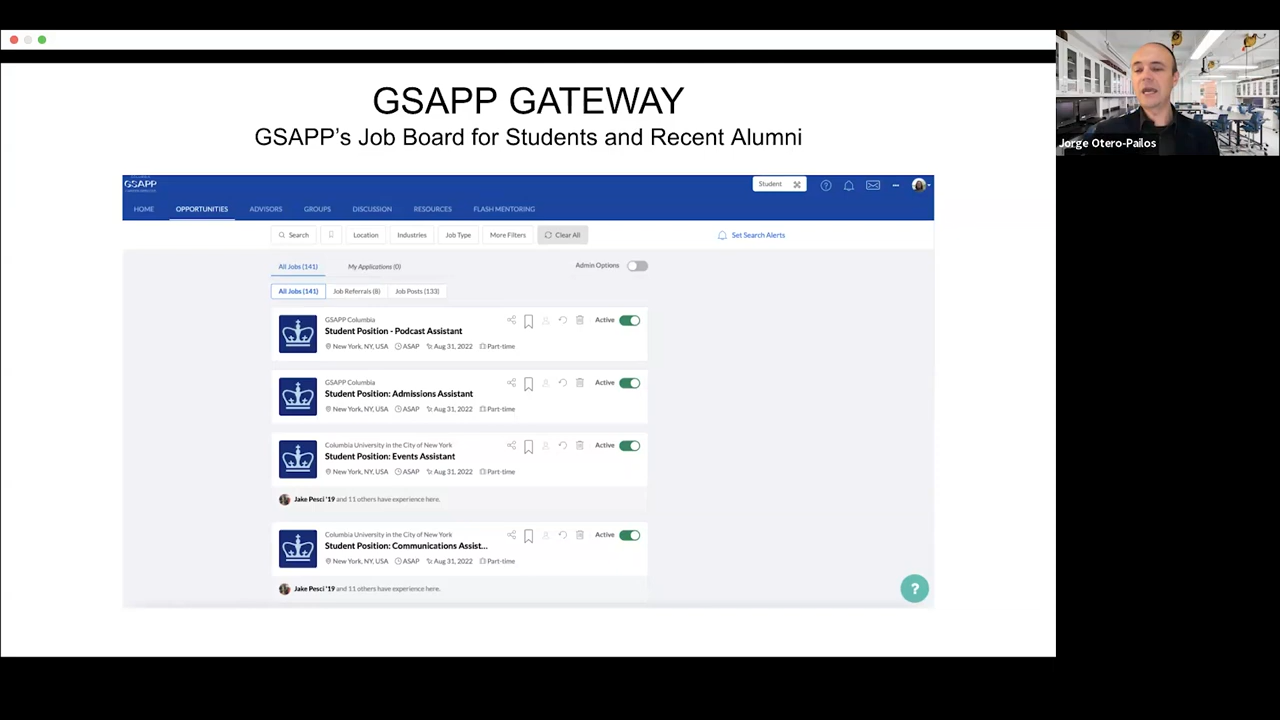 GSAPP GATEWAY
GSAPP's Job Board for Students and Recent Alumni
Jorge Otero-Pailos
GSAPP
Student
HOME OPPORTUNITIES ADVISORS GROUPS DISCUSSION RESOURCES FLASH MENTORING
Search Location Industries Job Type More Filters Clear All Set Search Alerts
All Jobs (141) My Applications (0) Admin Options
All Jobs (141) Job Referrals (8) Job Posts (133)
GSAPP Columbia Active
Student Position - Podcast Assistant
New York, NY, USA ASAP Aug 31, 2022 Part-time
GSAPP Columbia Active
Student Position: Admissions Assistant
New York, NY, USA ASAP Aug 31, 2022 Part-time
Columbia University in the City of New York Active
Student Position: Events Assistant
New York, NY, USA ASAP Aug 31, 2022 Part-time
Jake Pesci '19 and 11 others have experience here.
Columbia University in the City of New York Active
Student Position: Communications Assist...
New York, NY, USA ASAP Aug 31, 2022 Part-time
Jake Pesci '19 and 11 others have experience here.
?